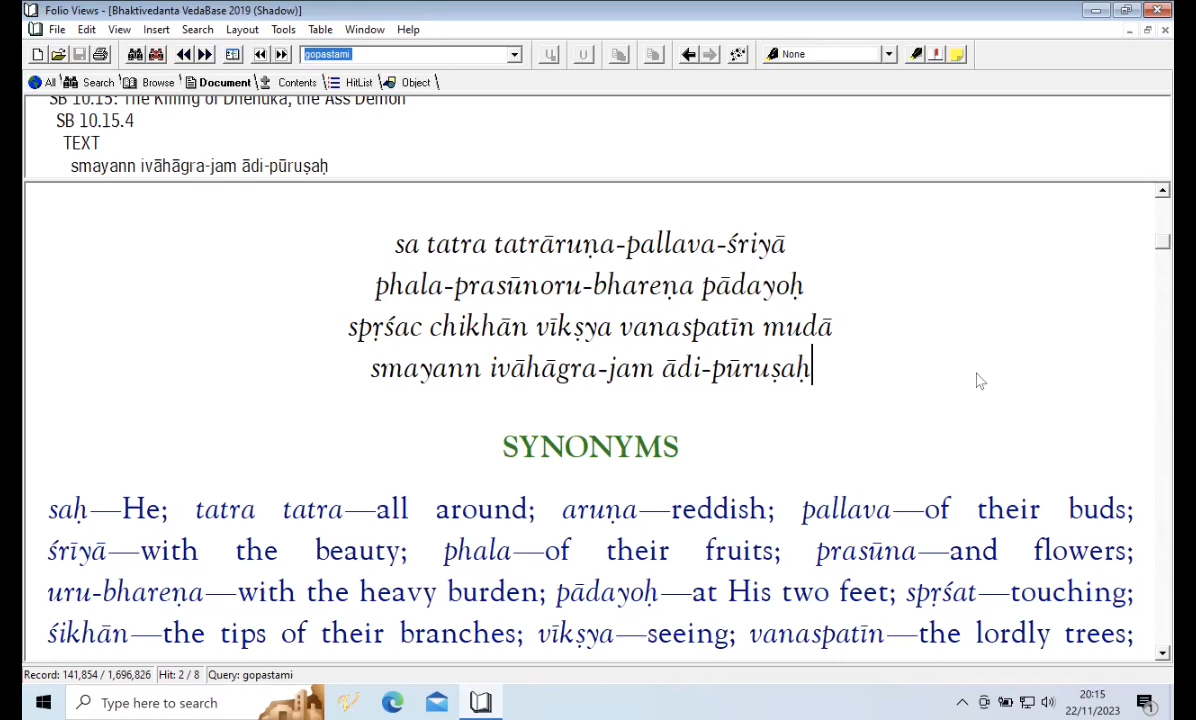 Folio Views - [Bhaktivedanta VedaBase 2019 (Shadow)]
File Edit View Insert Search Layout Tools Table Window Help
gopastami None
All Search Browse Document Contents HitList Object
SB 10.15: The Killing of Dhenuka, the Ass Demon
SB 10.15.4
TEXT
smayann ivāhāgra-jam ādi-pūruṣaḥ
sa tatra tatrāruṇa-pallava-śriyā
phala-prasūnoru-bhareṇa pādayoḥ
spṛśac chikhān vīkṣya vanaspatīn mudā
smayann ivāhāgra-jam ādi-pūruṣaḥ
SYNONYMS
saḥ—He; tatra tatra—all around; aruṇa—reddish; pallava—of their buds;
śrīyā—with the beauty; phala—of their fruits; prasūna—and flowers;
uru-bhareṇa—with the heavy burden; pādayoḥ—at His two feet; spṛśat—touching;
śikhān—the tips of their branches; vīkṣya—seeing; vanaspatīn—the lordly trees;
Record: 141,854 / 1,696,826 Hit: 2 / 8 Query: gopastami
Type here to search
20:15
22/11/2023
1